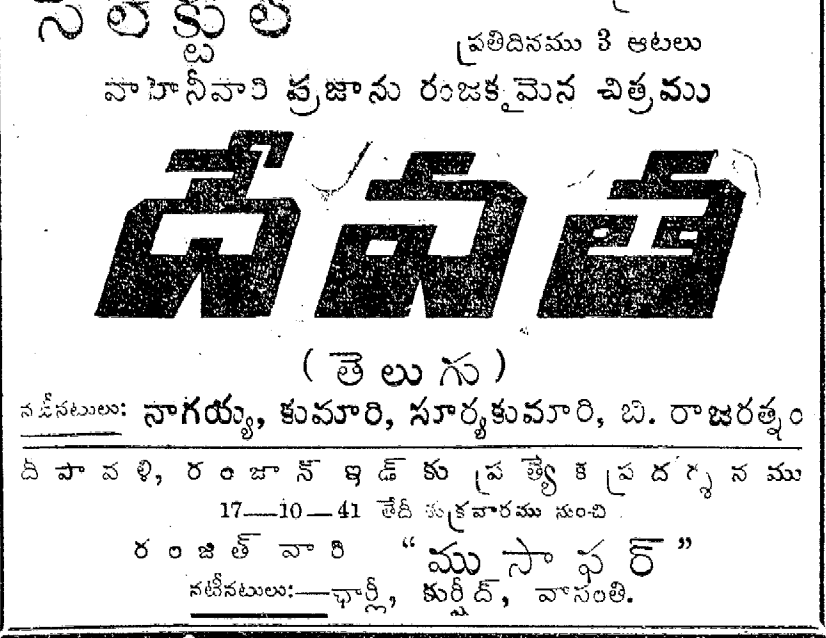 ప్రతిదినము 3 ఆటలు
వాహినీవారి ప్రజాను రంజకమైన చిత్రము
దేవత
( తెలుగు )
నటీనటులు: నాగయ్య, కుమారి, సూర్యకుమారి, బి. రాజరత్నం
దీపావళి, రంజాన్ ఇడ్ కు ప్రత్యేక ప్రదర్శనము
17—10—41 తేదీ శుక్రవారము నుంచి
రంజిత్ వారి “ముసాఫర్”
నటీనటులు:—ఛార్లీ, కుర్షీద్, వాసంతి.